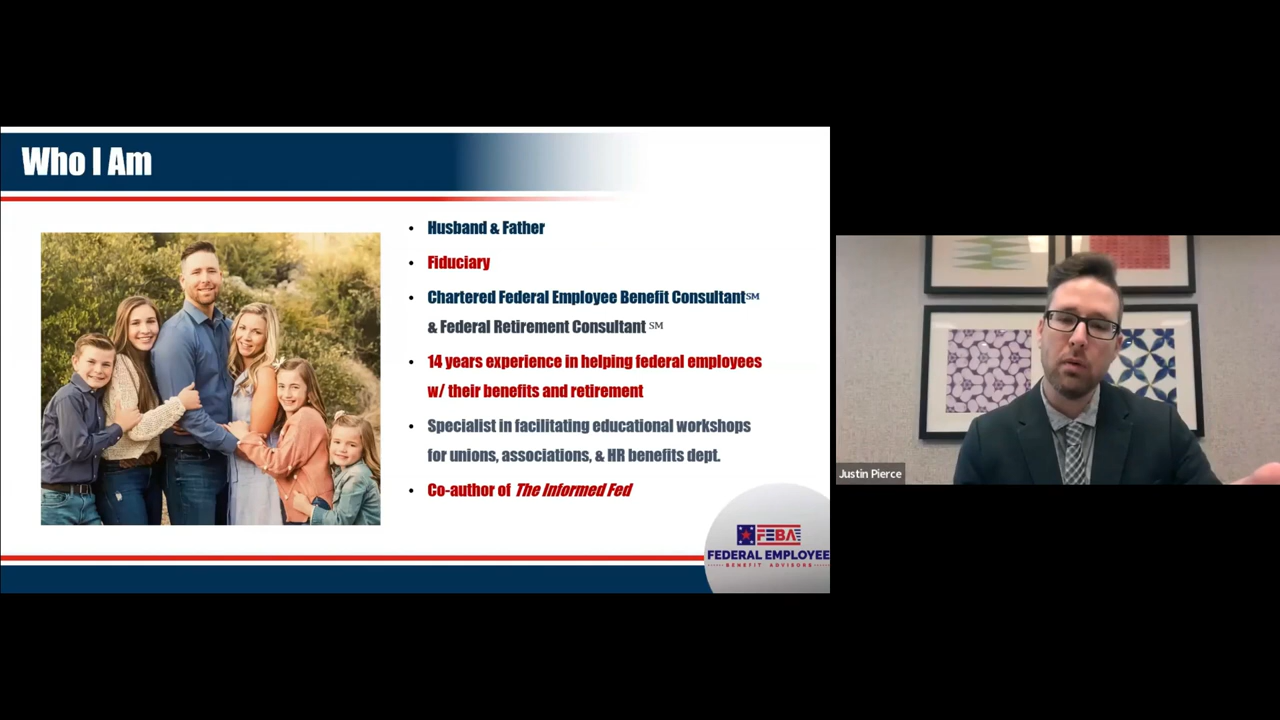 Who I Am
• Husband & Father
• Fiduciary
• Chartered Federal Employee Benefit Consultant℠
& Federal Retirement Consultant ℠
• 14 years experience in helping federal employees
w/ their benefits and retirement
• Specialist in facilitating educational workshops
for unions, associations, & HR benefits dept.
• Co-author of The Informed Fed
FEBA
FEDERAL EMPLOYEE
BENEFIT ADVISORS
Justin Pierce